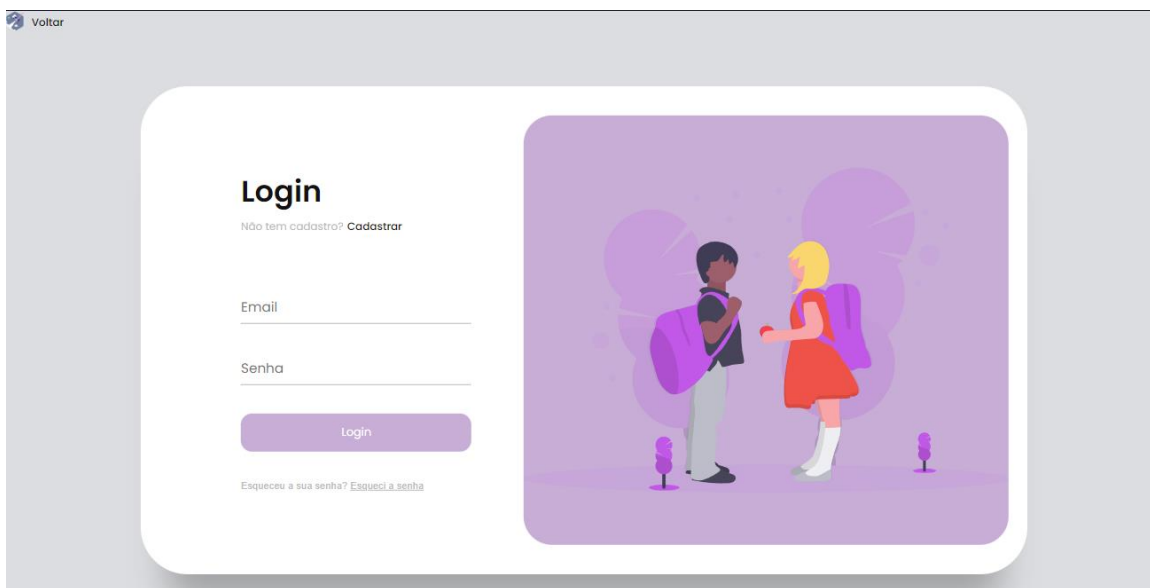 Voltar
Login
Não tem cadastro? Cadastrar
Email
Senha
Login
Esqueceu a sua senha? Esqueci a senha